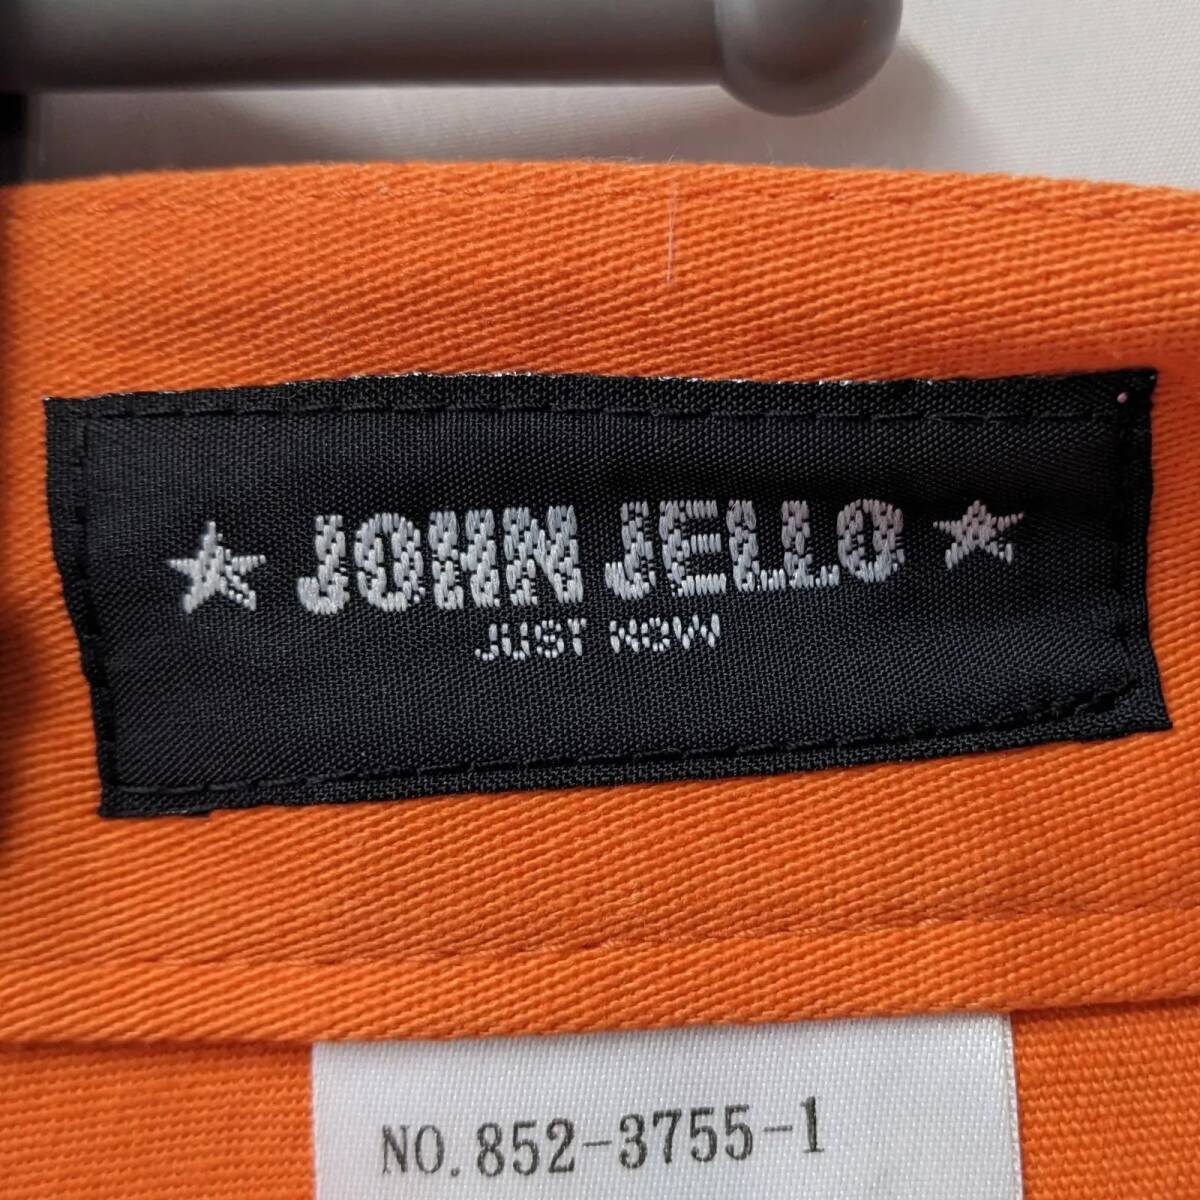 ★ JOHN JELLO ★
JUST NOW
NO.852-3755-1